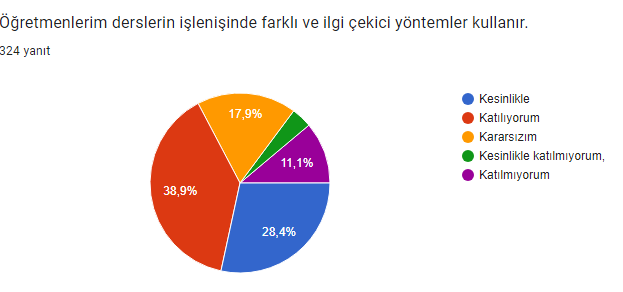 Öğretmenlerim derslerin işlenişinde farklı ve ilgi çekici yöntemler kullanır.
324 yanıt
Kesinlikle
Katılıyorum
Kararsızım
Kesinlikle katılmıyorum,
Katılmıyorum
17,9%
11,1%
38,9%
28,4%